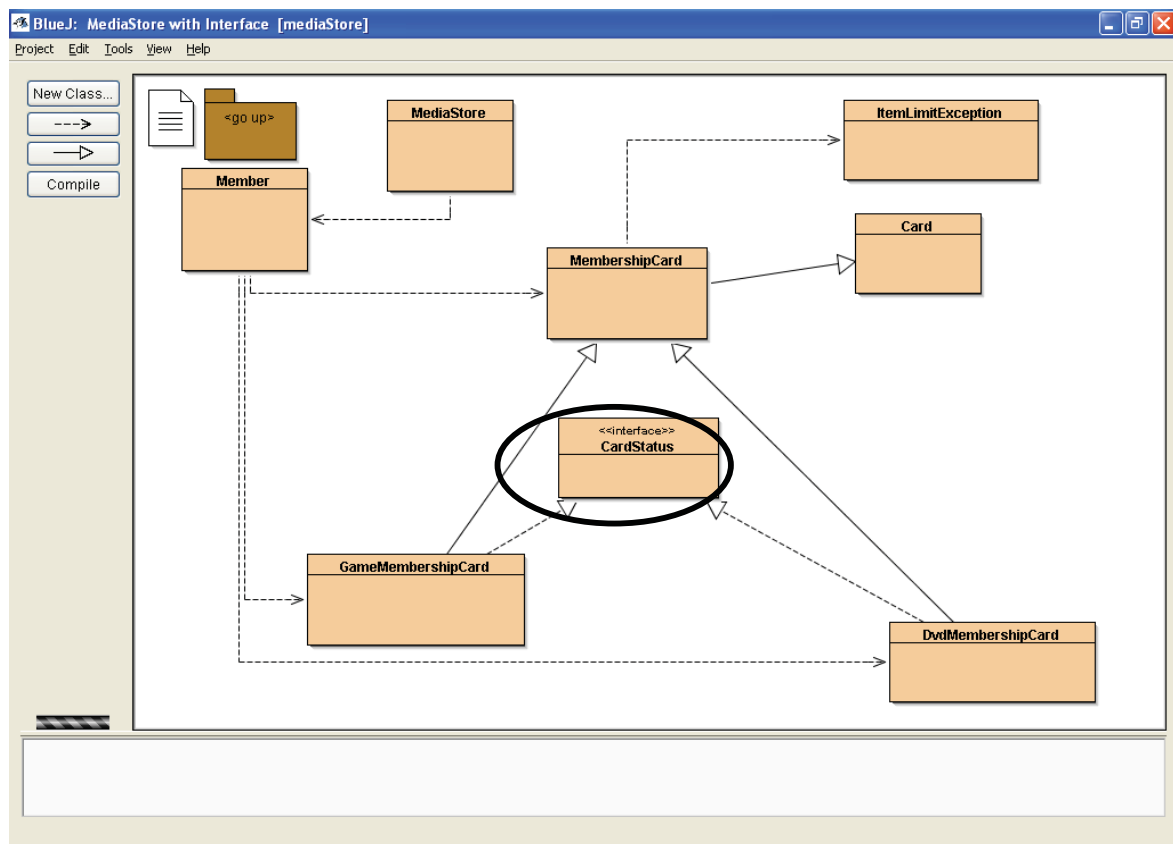 BlueJ: MediaStore with Interface [mediaStore]
Project Edit Tools View Help
New Class...
Compile
<go up>
MediaStore
ItemLimitException
Member
Card
MembershipCard
<<interface>>
CardStatus
GameMembershipCard
DvdMembershipCard